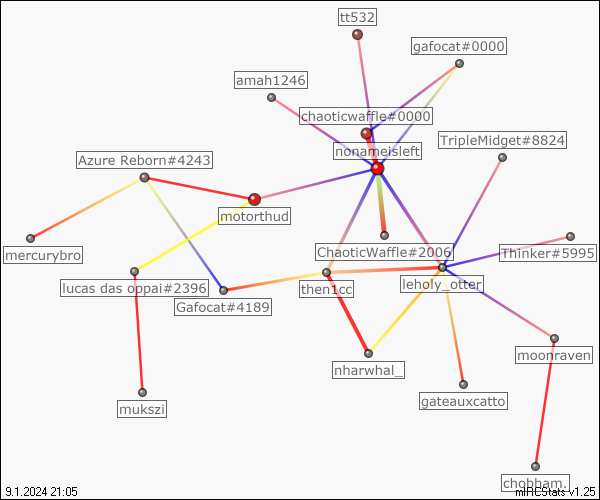 tt532
gafocat#0000
amah1246
chaoticwaffle#0000
TripleMidget#8824
nonameisleft
Azure Reborn#4243
motorthud
mercurybro
ChaoticWaffle#2006
Thinker#5995
lucas das oppai#2396
then1cc
leholy_otter
Gafocat#4189
moonraven
nharwhal_
gateauxcatto
mukszi
chobham.
9.1.2024 21:05
mIRCStats v1.25